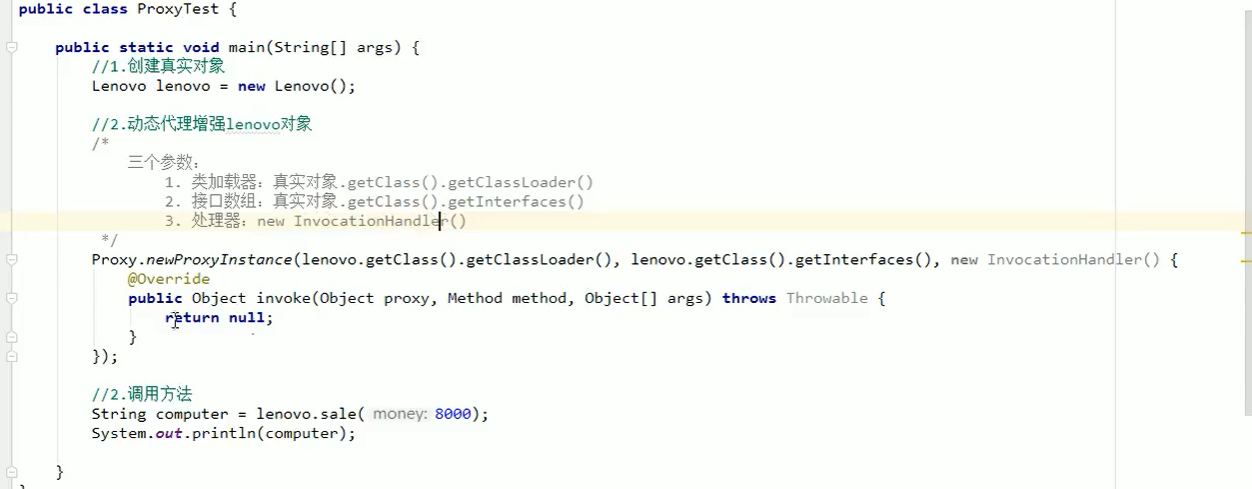 public class ProxyTest {
public static void main(String[] args) {
//1.创建真实对象
Lenovo lenovo = new Lenovo();
//2.动态代理增强lenovo对象
/*
三个参数：
1. 类加载器：真实对象.getClass().getClassLoader()
2. 接口数组：真实对象.getClass().getInterfaces()
3. 处理器：new InvocationHandler()
*/
Proxy.newProxyInstance(lenovo.getClass().getClassLoader(), lenovo.getClass().getInterfaces(), new InvocationHandler() {
@Override
public Object invoke(Object proxy, Method method, Object[] args) throws Throwable {
return null;
}
});
//2.调用方法
String computer = lenovo.sale( money: 8000);
System.out.println(computer);
}
}